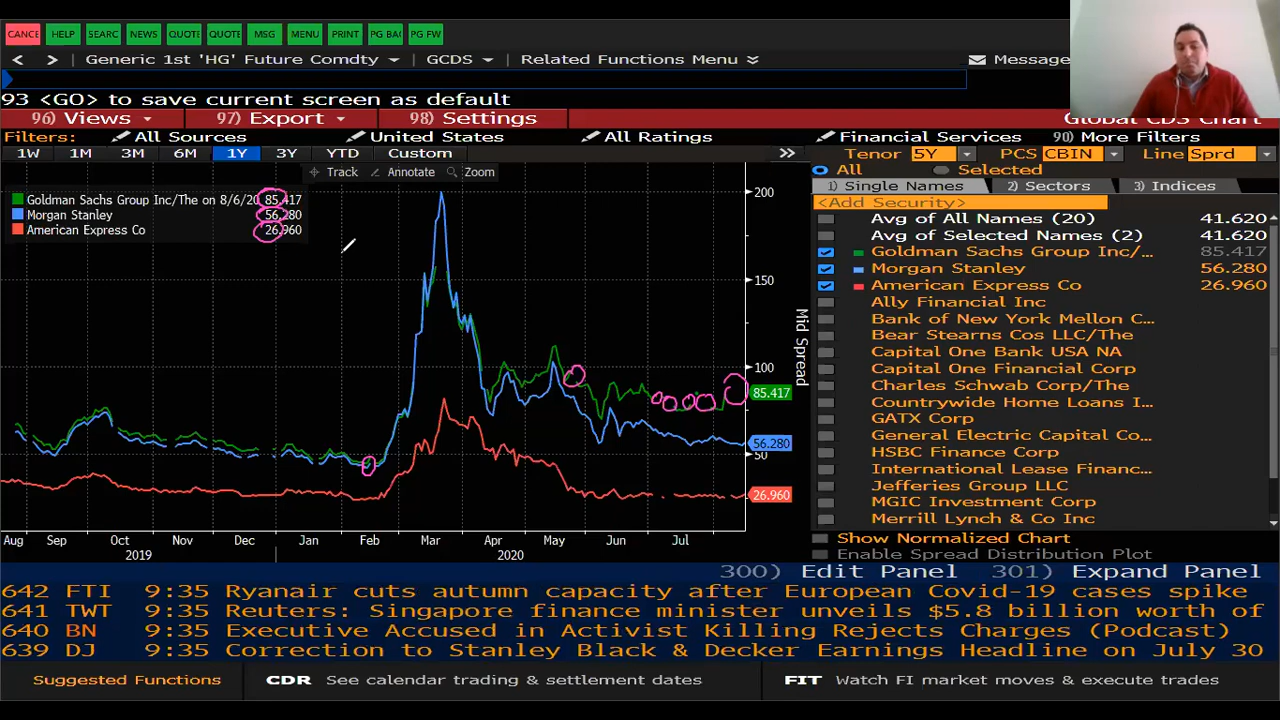 CANCE HELP SEARC NEWS QUOTE QUOTE MSG MENU PRINT PG BAC PG FW
< > Generic 1st 'HG' Future Comdty GCDS Related Functions Menu Message
93 <GO> to save current screen as default
96) Views 97) Export 98) Settings Global CDS Chart
Filters: All Sources United States All Ratings Financial Services 90) More Filters
1W 1M 3M 6M 1Y 3Y YTD Custom >> Tenor 5Y PCS CBIN Line Sprd
Track Annotate Zoom All Selected
1) Single Names 2) Sectors 3) Indices
Goldman Sachs Group Inc/The on 8/6/20 85.417
Morgan Stanley 56.280
American Express Co 26.960
200
150
100
85.417
56.280
50
26.960
Mid Spread
Aug Sep Oct Nov Dec Jan Feb Mar Apr May Jun Jul
2019 2020
<Add Security>
Avg of All Names (20) 41.620
Avg of Selected Names (2) 41.620
Goldman Sachs Group Inc/... 85.417
Morgan Stanley 56.280
American Express Co 26.960
Ally Financial Inc
Bank of New York Mellon C...
Bear Stearns Cos LLC/The
Capital One Bank USA NA
Capital One Financial Corp
Charles Schwab Corp/The
Countrywide Home Loans I...
GATX Corp
General Electric Capital Co...
HSBC Finance Corp
International Lease Financ...
Jefferies Group LLC
MGIC Investment Corp
Merrill Lynch & Co Inc
Show Normalized Chart
Enable Spread Distribution Plot
300) Edit Panel 301) Expand Panel
642 FTI 9:35 Ryanair cuts autumn capacity after European Covid-19 cases spike
641 TWT 9:35 Reuters: Singapore finance minister unveils $5.8 billion worth of
640 BN 9:35 Executive Accused in Activist Killing Rejects Charges (Podcast)
639 DJ 9:35 Correction to Stanley Black & Decker Earnings Headline on July 30
Suggested Functions CDR See calendar trading & settlement dates FIT Watch FI market moves & execute trades